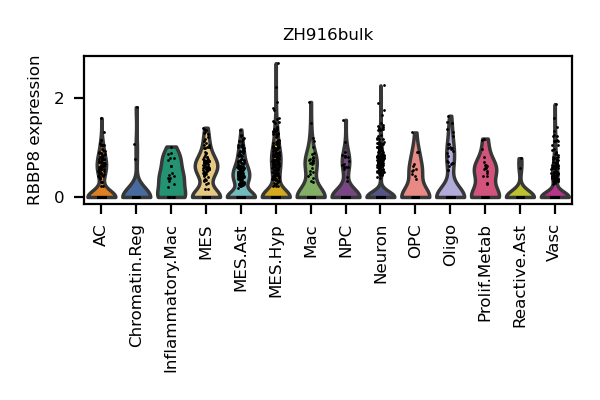 ZH916bulk
RBBP8 expression
2
0
AC
Chromatin.Reg
Inflammatory.Mac
MES
MES.Ast
MES.Hyp
Mac
NPC
Neuron
OPC
Oligo
Prolif.Metab
Reactive.Ast
Vasc